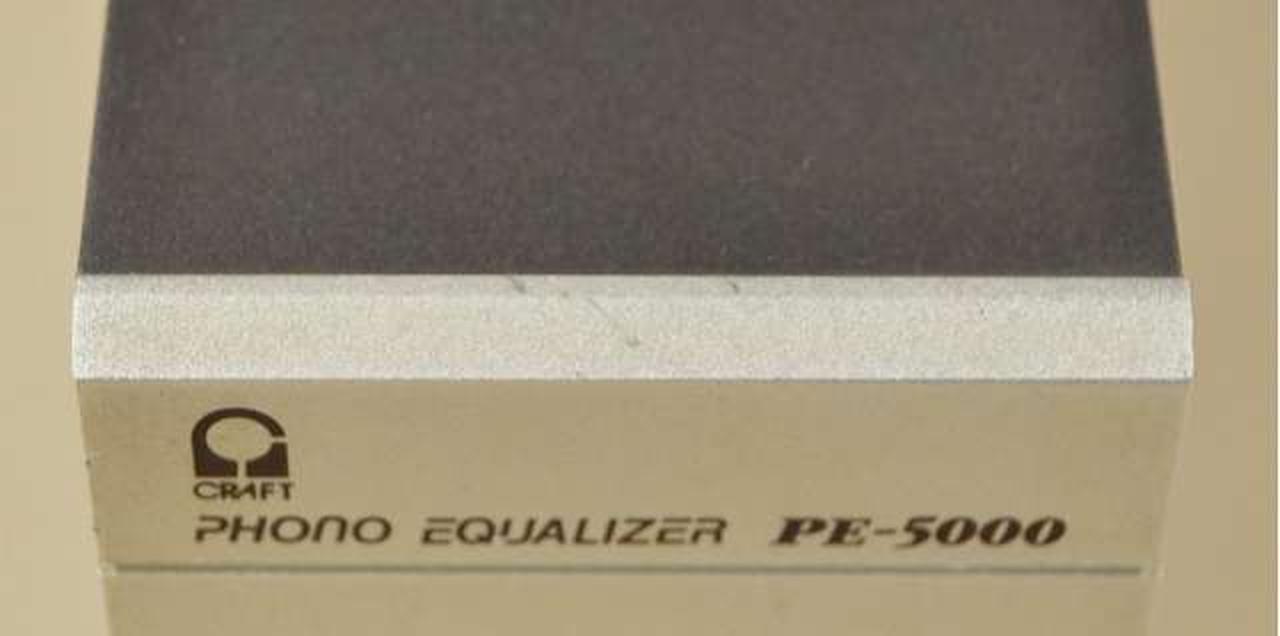 CRAFT
PHONO EQUALIZER PE-5000